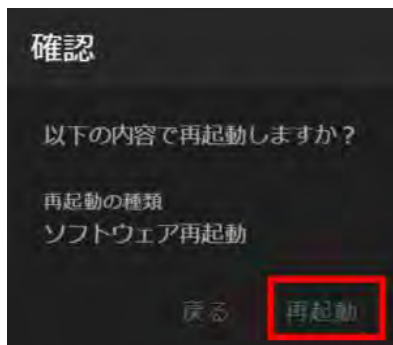 確認
以下の内容で再起動しますか？
再起動の種類
ソフトウェア再起動
戻る 再起動